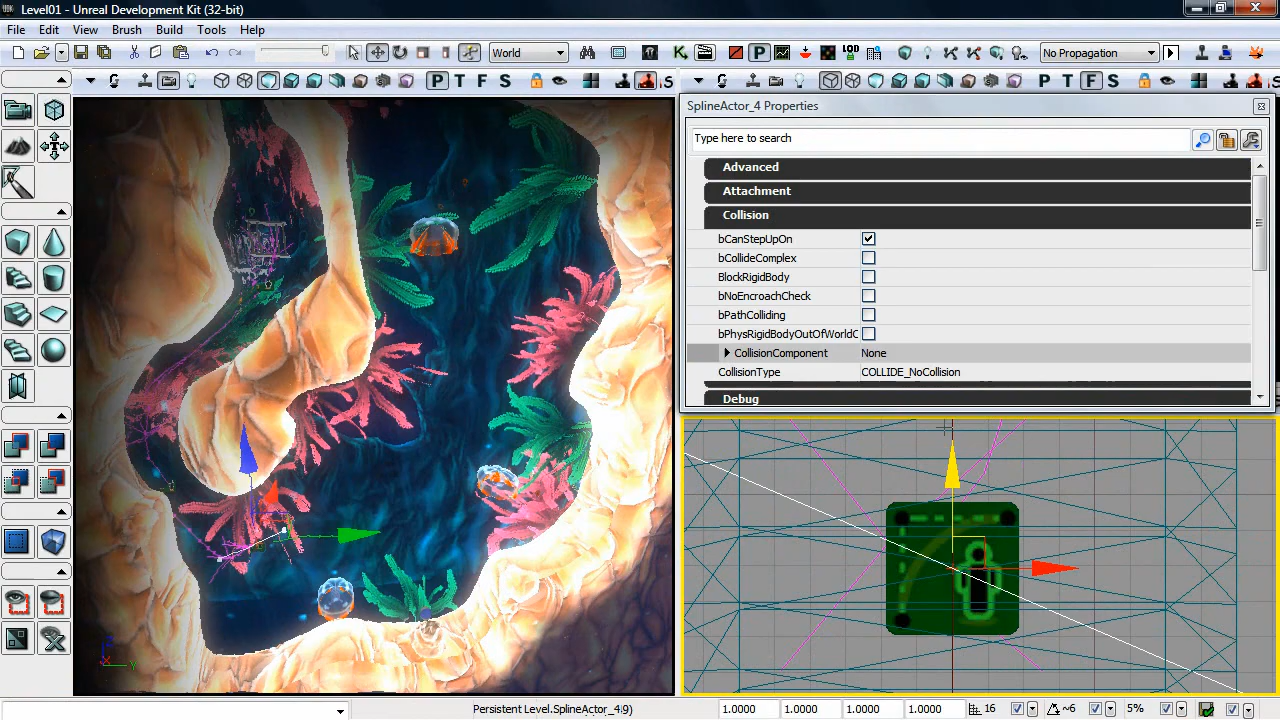 Level01 - Unreal Development Kit (32-bit)
File Edit View Brush Build Tools Help
World
LOD
No Propagation
P T F S
P T F S
SplineActor_4 Properties
Type here to search
Advanced
Attachment
Collision
bCanStepUpOn
bCollideComplex
BlockRigidBody
bNoEncroachCheck
bPathColliding
bPhysRigidBodyOutOfWorldC
CollisionComponent None
CollisionType COLLIDE_NoCollision
Debug
Persistent Level.SplineActor_4:9)
1.0000 1.0000 1.0000 1.0000 16 ~6 5%